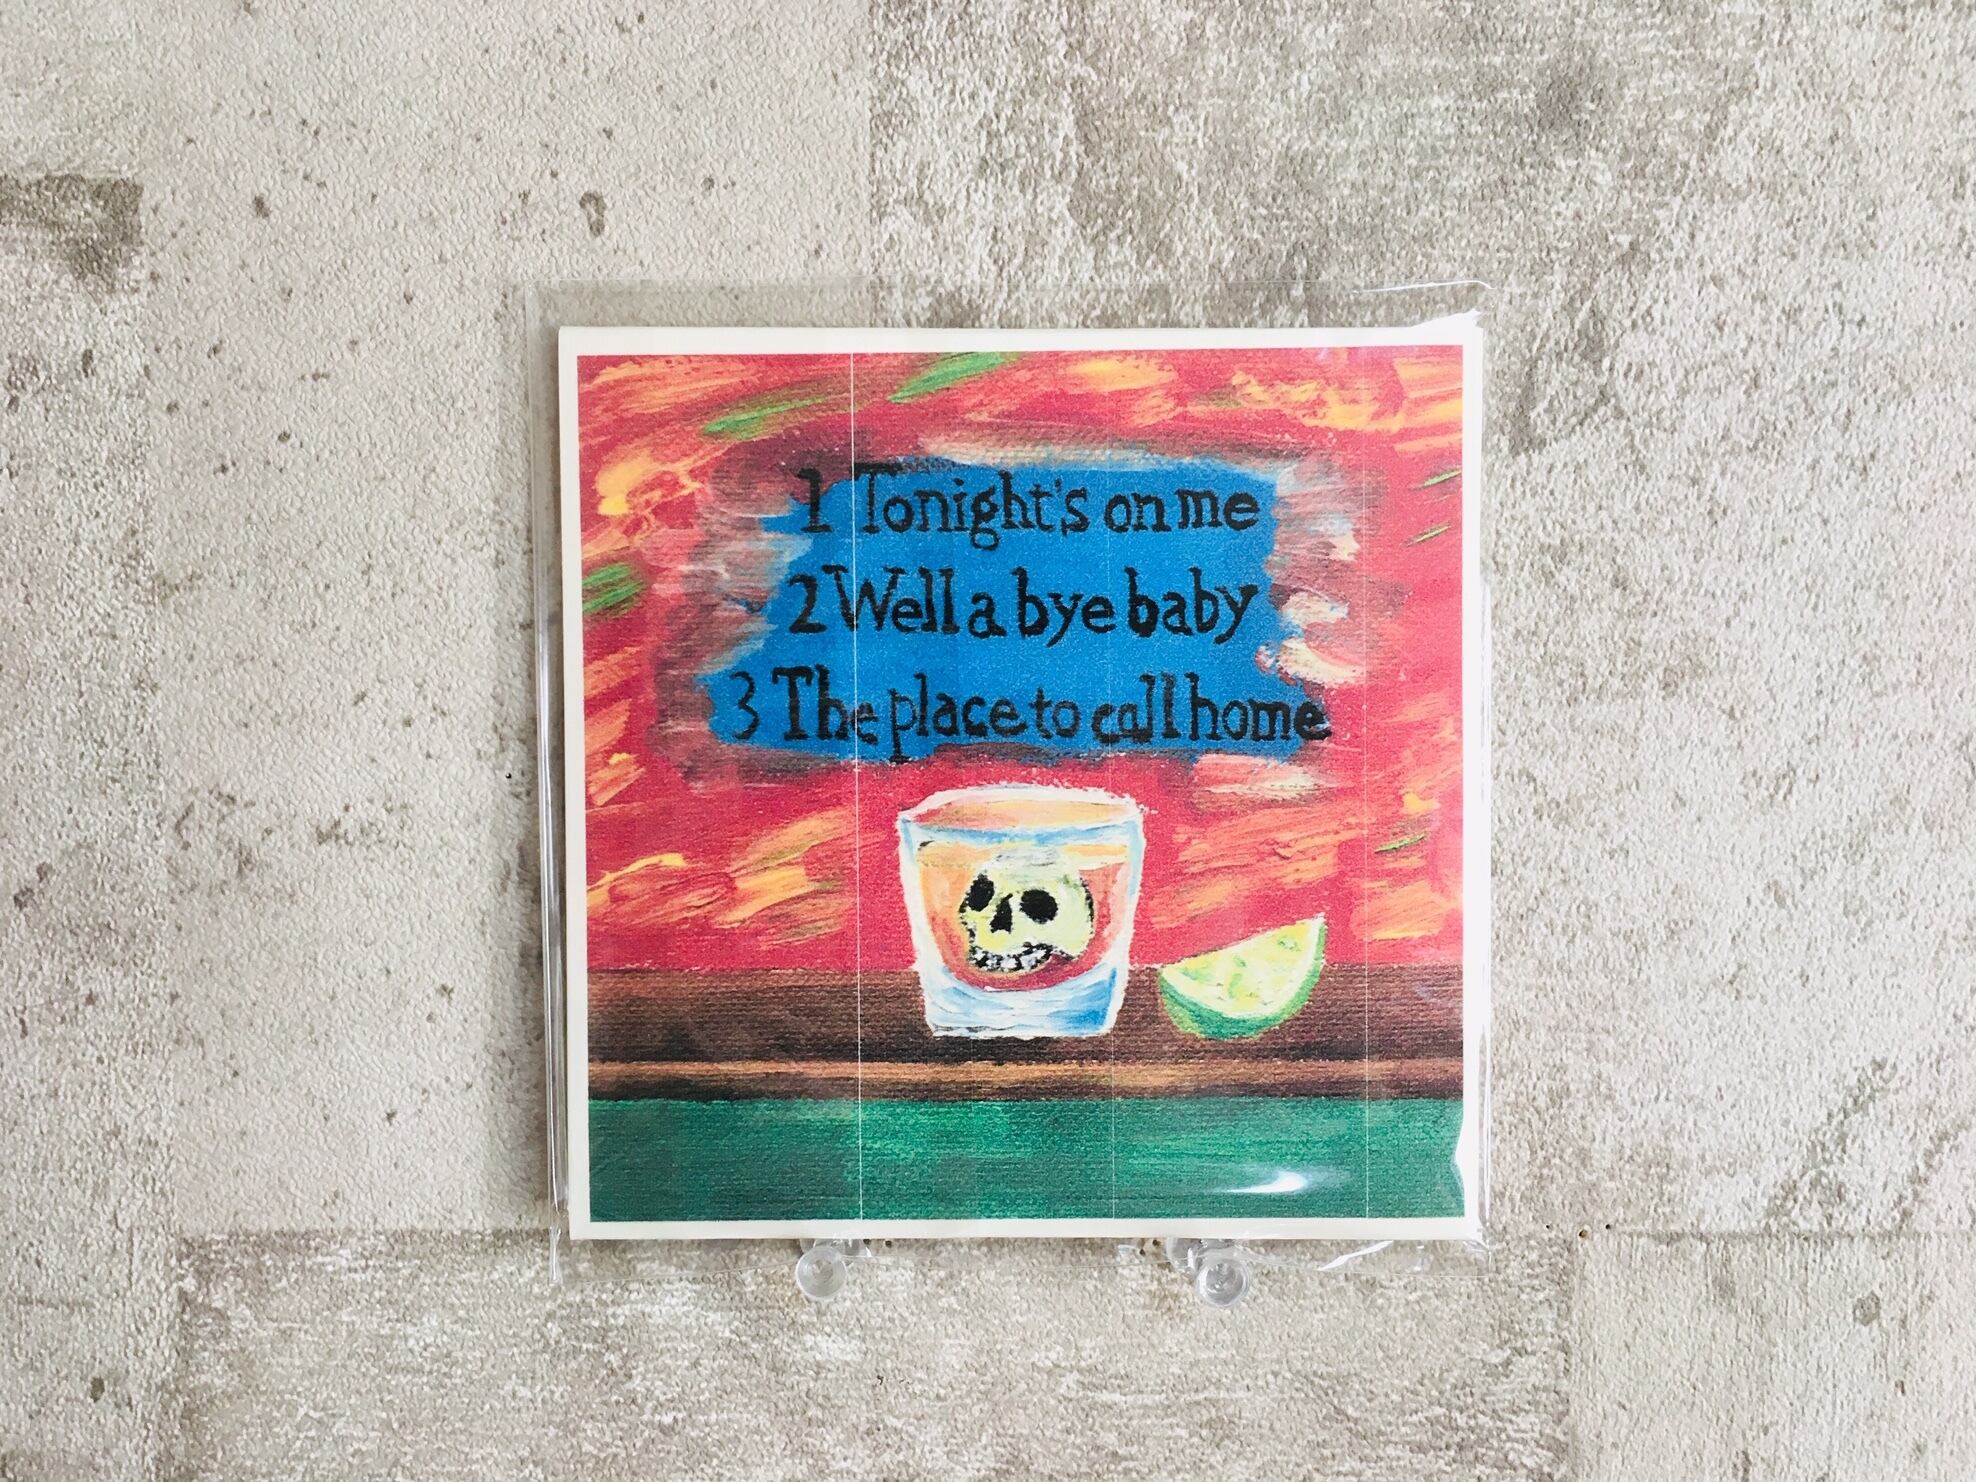 1 Tonight's on me
2 Well a bye baby
3 The place to call home